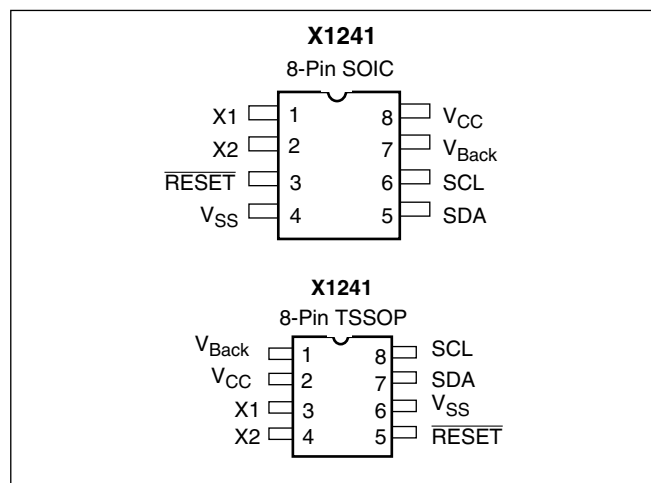 X1241
8-Pin SOIC
X1 1 8 VCC
X2 2 7 VBack
RESET 3 6 SCL
VSS 4 5 SDA
X1241
8-Pin TSSOP
VBack 1 8 SCL
VCC 2 7 SDA
X1 3 6 VSS
X2 4 5 RESET